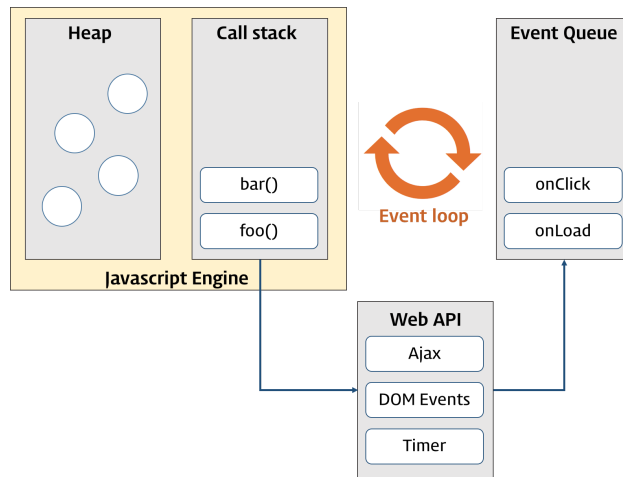 Heap
Call stack
bar()
foo()
Javascript Engine
Event loop
Event Queue
onClick
onLoad
Web API
Ajax
DOM Events
Timer